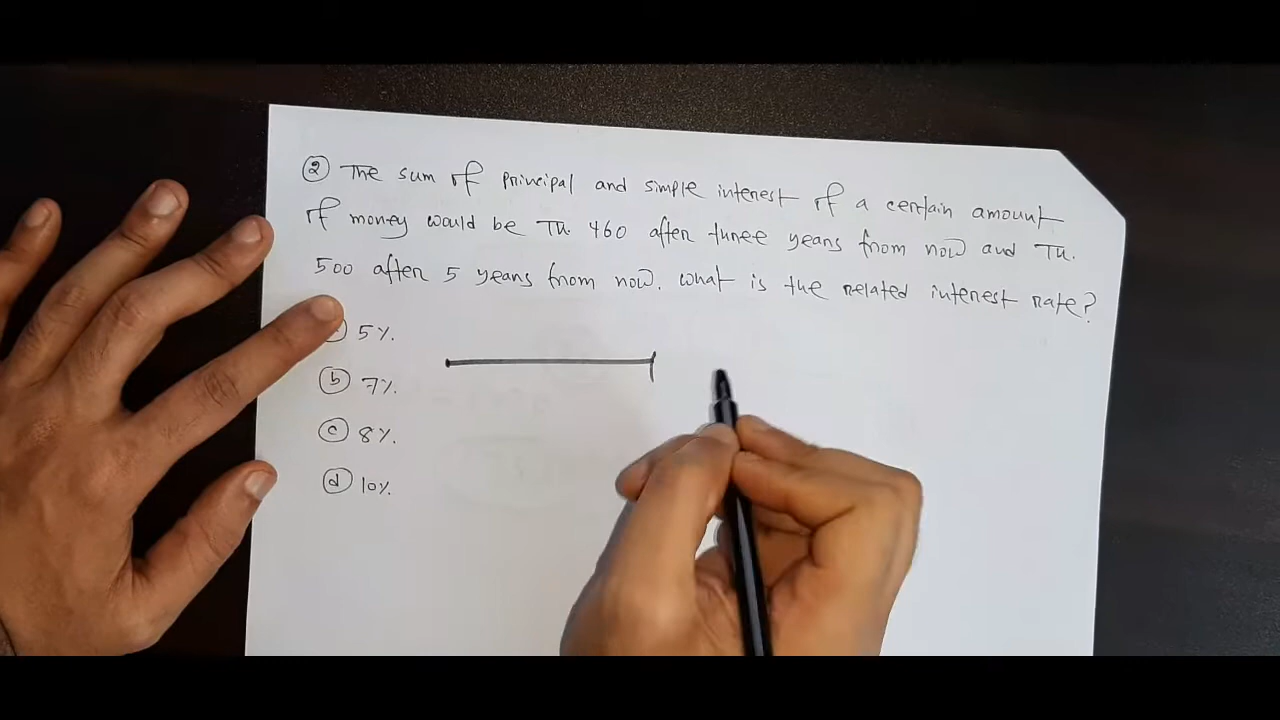 ② The sum of principal and simple interest of a certain amount
of money would be TK. 460 after three years from now and TK.
500 after 5 years from now. what is the related interest rate?
5%.
ⓑ 7%.
ⓒ 8%.
ⓓ 10%.